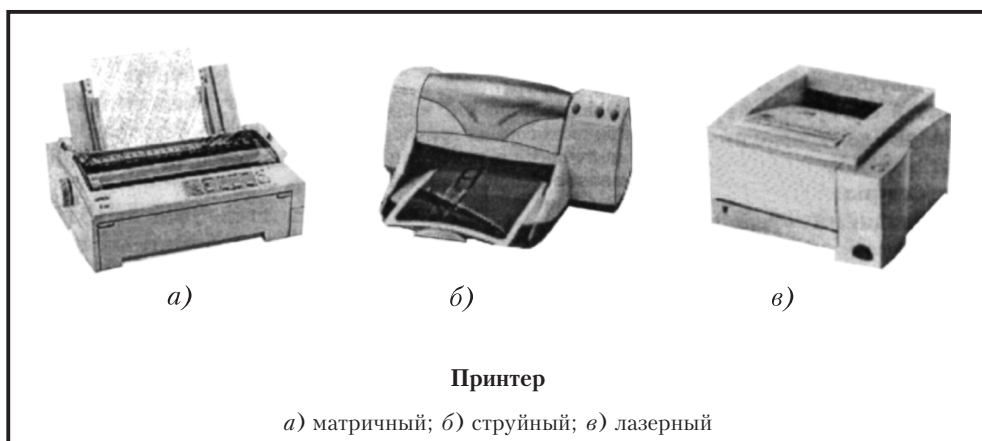 а) б) в)
Принтер
а) матричный; б) струйный; в) лазерный